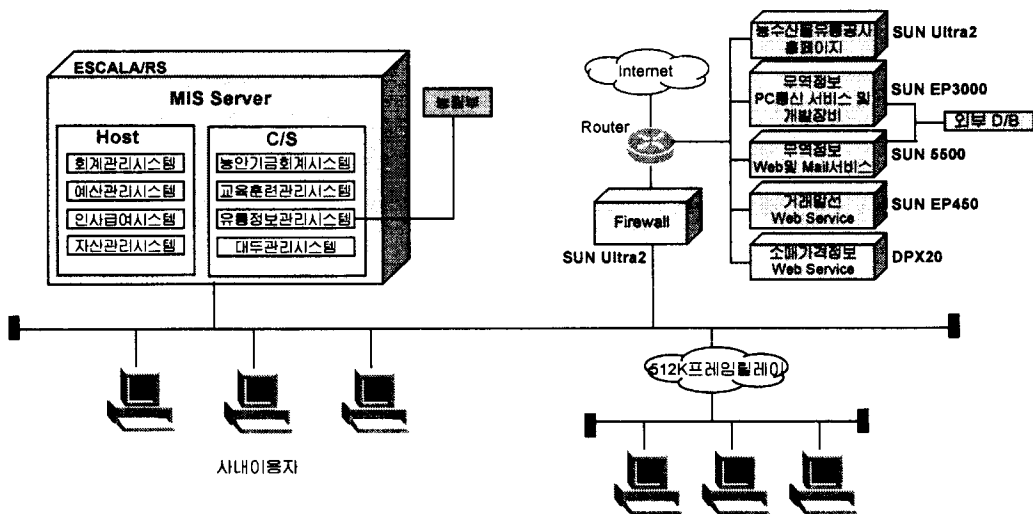 ESCALA/RS
MIS Server
Host
회계관리시스템
예산관리시스템
인사급여시스템
자산관리시스템
C/S
농안기금회계시스템
교육훈련관리시스템
유통정보관리시스템
대두관리시스템
농림부
Internet
Router
Firewall
SUN Ultra2
농수산물유통공사
홈페이지
SUN Ultra2
무역정보
PC통신 서비스 및
개발장비
SUN EP3000
외부 D/B
무역정보
Web및 Mail서비스
SUN 5500
거래알선
Web Service
SUN EP450
소매가격정보
Web Service
DPX20
512K프레임릴레이
사내이용자